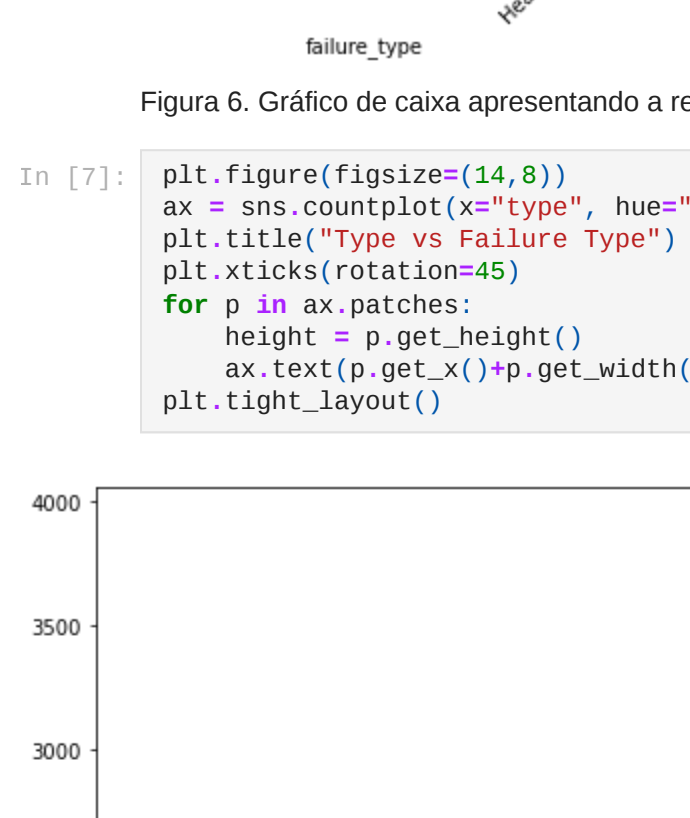 failure_type
Figura 6. Gráfico de caixa apresentando a
In [7]:
plt.figure(figsize=(14,8))
ax = sns.countplot(x="type", hue="
plt.title("Type vs Failure Type")
plt.xticks(rotation=45)
for p in ax.patches:
    height = p.get_height()
    ax.text(p.get_x()+p.get_width(
plt.tight_layout()
4000
3500
3000